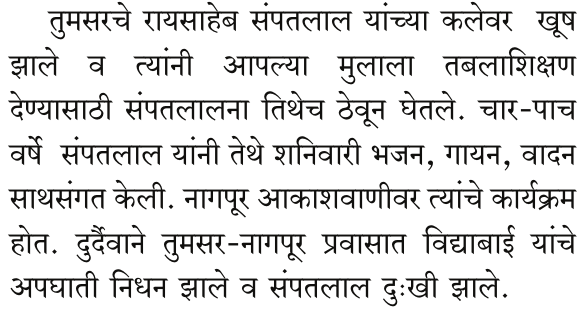 तुमसरचे रायसाहेब संपतलाल यांच्या कलेवर खूष
झाले व त्यांनी आपल्या मुलाला तबलाशिक्षण
देण्यासाठी संपतलालना तिथेच ठेवून घेतले. चार-पाच
वर्षे संपतलाल यांनी तेथे शनिवारी भजन, गायन, वादन
साथसंगत केली. नागपूर आकाशवाणीवर त्यांचे कार्यक्रम
होत. दुर्दैवाने तुमसर-नागपूर प्रवासात विद्याबाई यांचे
अपघाती निधन झाले व संपतलाल दुःखी झाले.